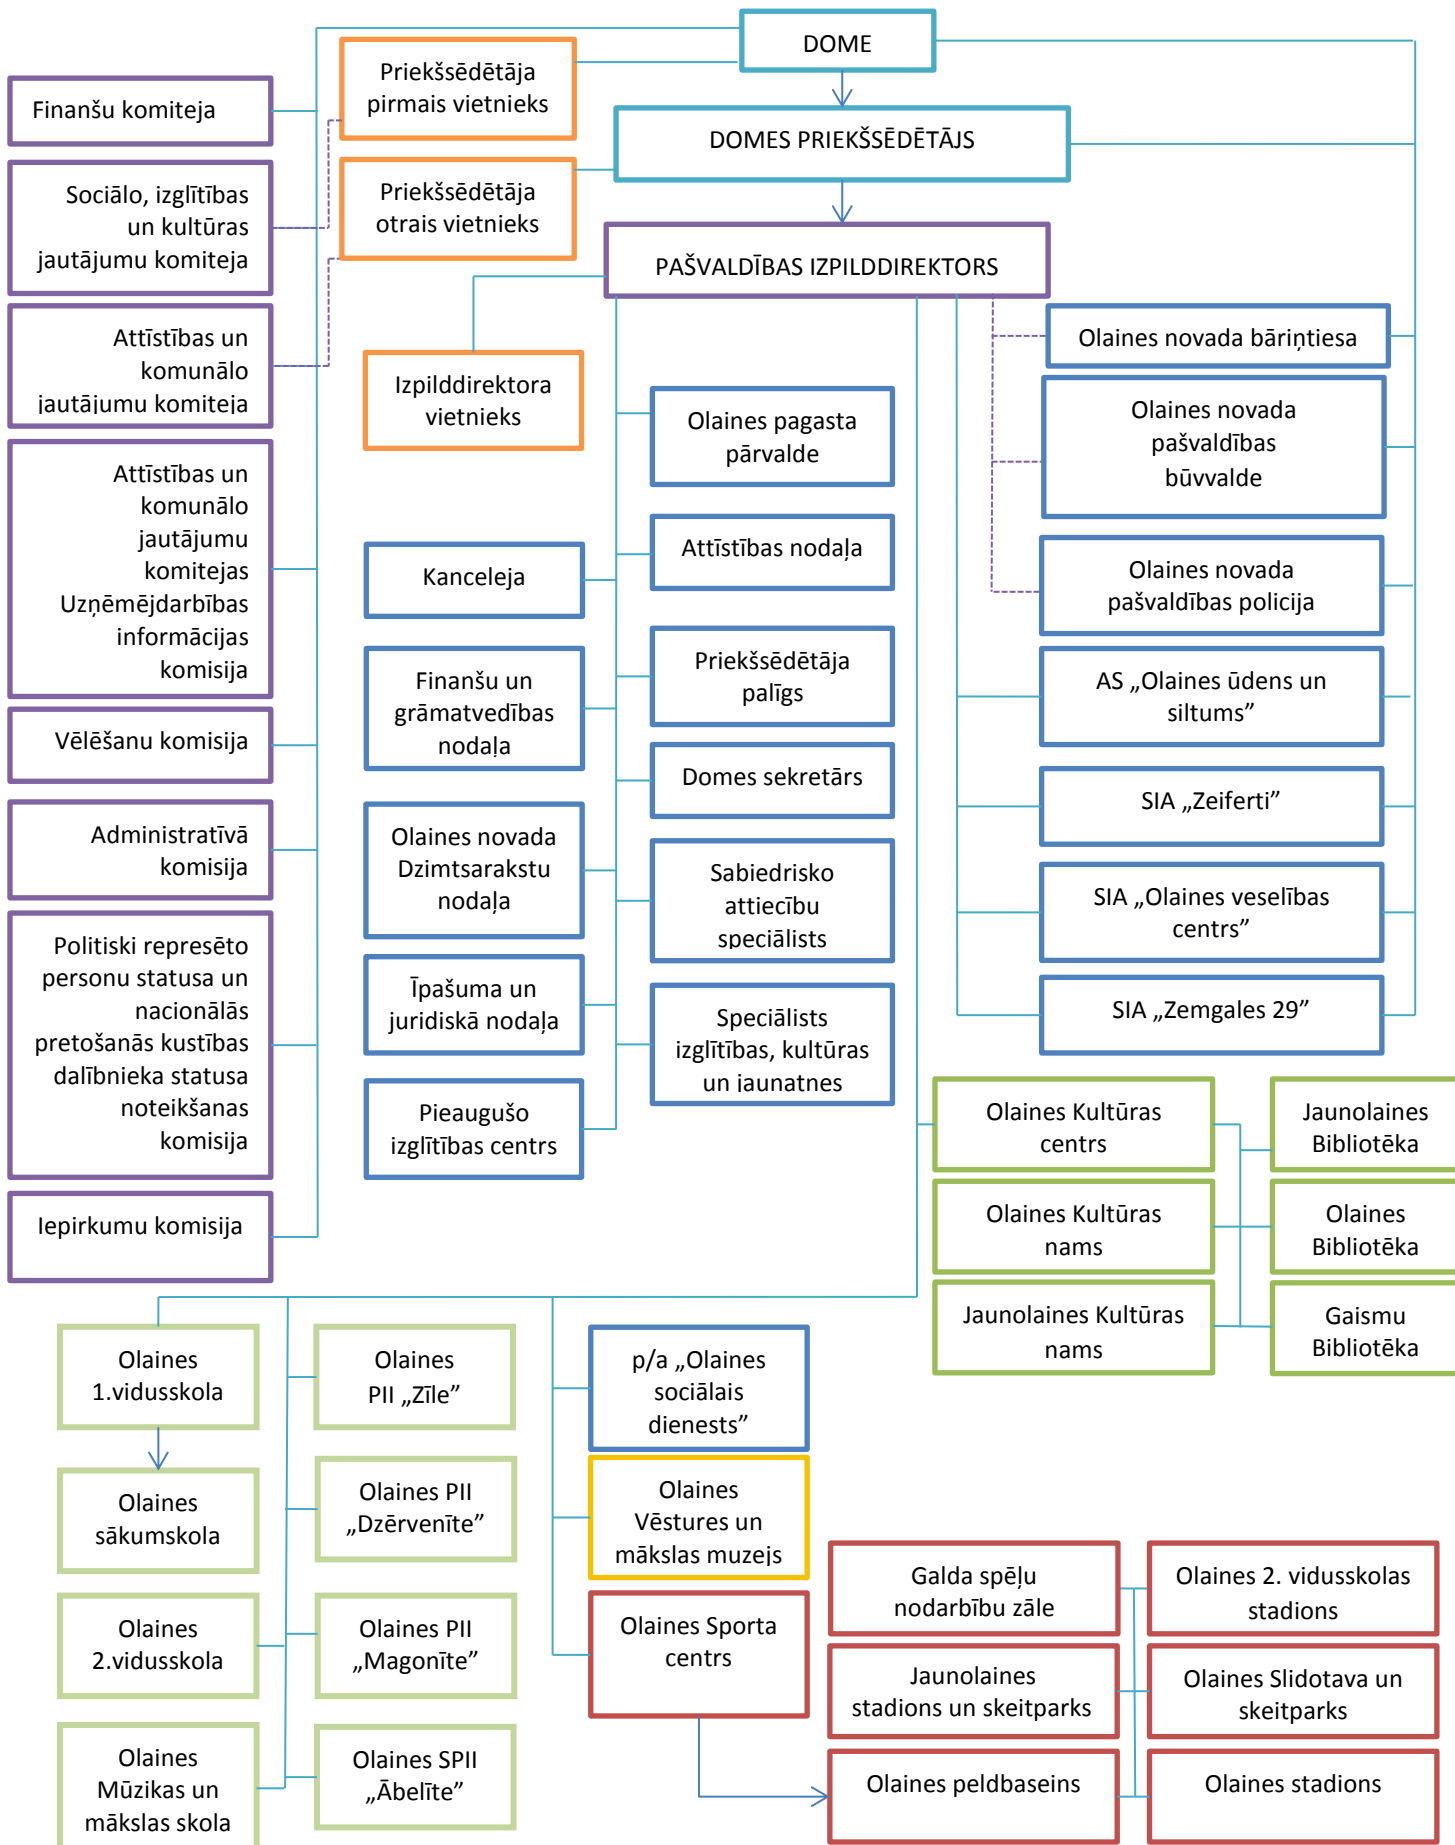 DOME
Priekšsēdētāja
pirmais vietnieks
DOMES PRIEKŠSĒDĒTĀJS
Priekšsēdētāja
otrais vietnieks
PAŠVALDĪBAS IZPILDDIREKTORS
Izpilddirektora
vietnieks
Finanšu komiteja
Sociālo, izglītības
un kultūras
jautājumu komiteja
Attīstības un
komunālo
jautājumu komiteja
Attīstības un
komunālo
jautājumu
komitejas
Uzņēmējdarbības
informācijas
komisija
Vēlēšanu komisija
Administratīvā
komisija
Politiski represēto
personu statusa un
nacionālās
pretošanās kustības
dalībnieka statusa
noteikšanas
komisija
Iepirkumu komisija
Kanceleja
Finanšu un
grāmatvedības
nodaļa
Olaines novada
Dzimtsarakstu
nodaļa
Īpašuma un
juridiskā nodaļa
Pieaugušo
izglītības centrs
Olaines pagasta
pārvalde
Attīstības nodaļa
Priekšsēdētāja
palīgs
Domes sekretārs
Sabiedrisko
attiecību
speciālists
Speciālists
izglītības, kultūras
un jaunatnes
Olaines novada bāriņtiesa
Olaines novada
pašvaldības
būvvalde
Olaines novada
pašvaldības policija
AS „Olaines ūdens un
siltums”
SIA „Zeiferti”
SIA „Olaines veselības
centrs”
SIA „Zemgales 29”
Olaines Kultūras
centrs
Jaunolaines
Bibliotēka
Olaines Kultūras
nams
Olaines
Bibliotēka
Jaunolaines Kultūras
nams
Gaismu
Bibliotēka
Olaines
1.vidusskola
Olaines
sākumskola
Olaines
2.vidusskola
Olaines
Mūzikas un
mākslas skola
Olaines
PII „Zīle”
Olaines PII
„Dzērvenīte”
Olaines PII
„Magonīte”
Olaines SPII
„Ābelīte”
p/a „Olaines
sociālais
dienests”
Olaines
Vēstures un
mākslas muzejs
Olaines Sporta
centrs
Galda spēļu
nodarbību zāle
Olaines 2. vidusskolas
stadions
Jaunolaines
stadions un skeitparks
Olaines Slidotava un
skeitparks
Olaines peldbaseins
Olaines stadions